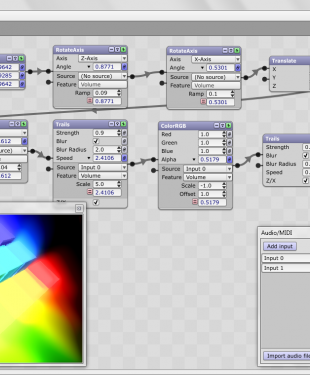 RotateAxis
Axis Z-Axis
Angle 0.8771
Source (No source)
Feature Volume
Ramp 0.09
0.8771
RotateAxis
Axis X-Axis
Angle 0.5301
Source (No source)
Feature Volume
Ramp 0.1
0.5301
Translate
X
Y
Z
9642
9285
9642
Trails
Strength 0.9
Blur
Blur Radius 2.0
Speed 2.4106
Source Input 0
Feature Volume
Scale 5.0
2.4106
ColorRGB
Red 1.0
Green 1.0
Blue 1.0
Alpha 0.5179
Source Input 0
Feature Volume
Scale -1.0
Offset 1.0
0.5179
Trails
Strength
Blur
Blur Radius
Speed
Z/X
.612
.04
.612
Audio/MIDI
Add input
Input 0
Input 1
Import audio file